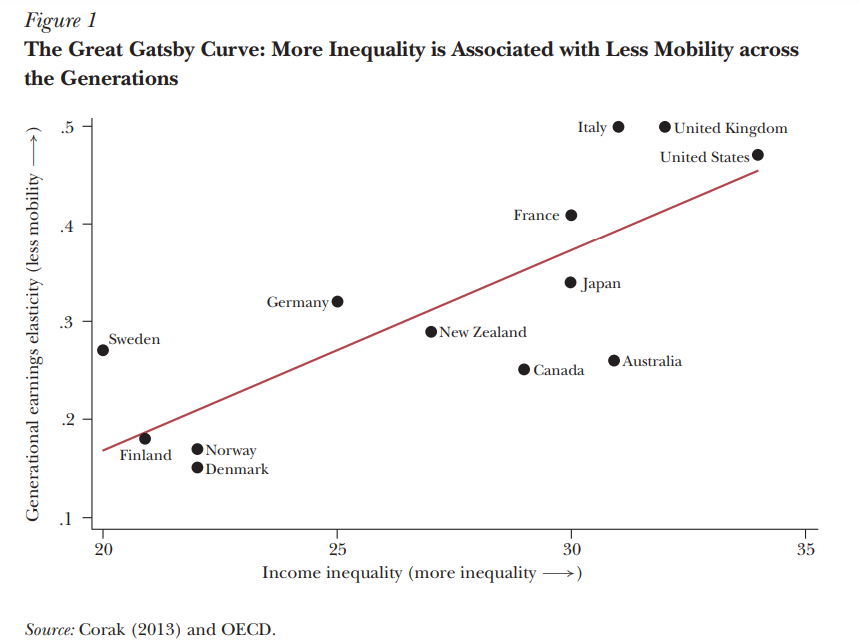 Figure 1
The Great Gatsby Curve: More Inequality is Associated with Less Mobility across
the Generations
Generational earnings elasticity (less mobility ⟶)
.5
.4
.3
.2
.1
Italy
United Kingdom
United States
France
Japan
Germany
New Zealand
Sweden
Canada
Australia
Finland
Norway
Denmark
20
25
30
35
Income inequality (more inequality ⟶)
Source: Corak (2013) and OECD.